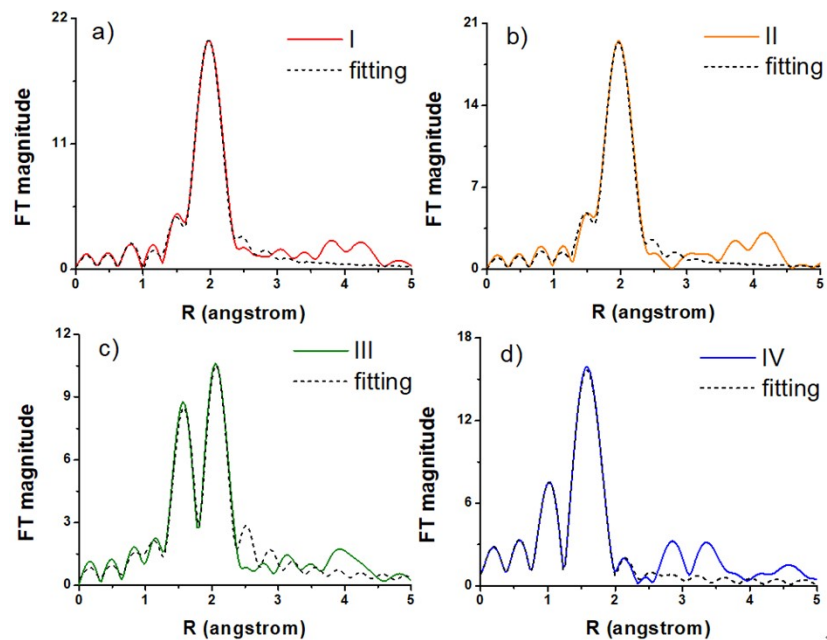 a)
I
fitting
22
11
0
FT magnitude
0 1 2 3 4 5
R (angstrom)
b)
II
fitting
21
14
7
0
FT magnitude
0 1 2 3 4 5
R (angstrom)
c)
III
fitting
12
9
6
3
0
FT magnitude
0 1 2 3 4 5
R (angstrom)
d)
IV
fitting
18
12
6
0
FT magnitude
0 1 2 3 4 5
R (angstrom)